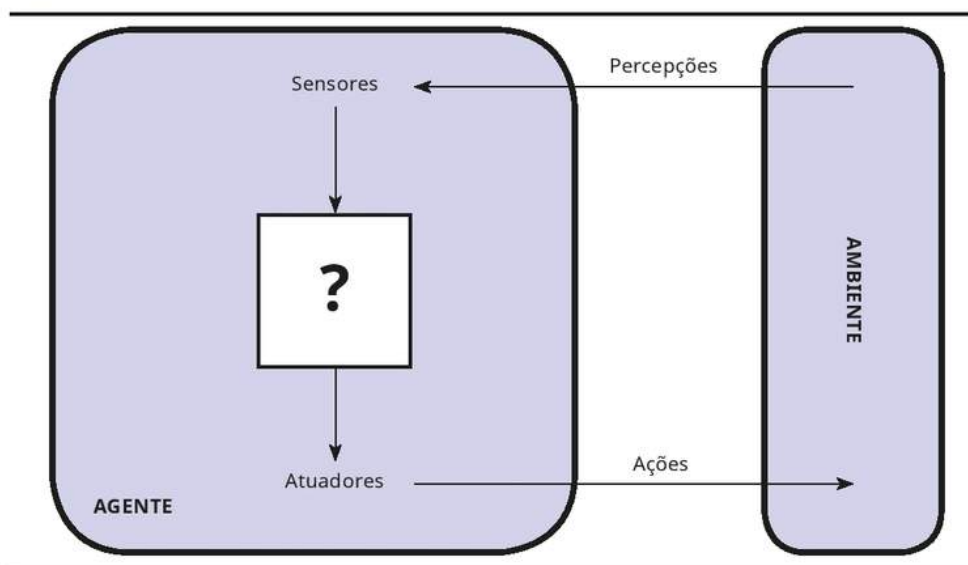 Percepções
Sensores
?
AMBIENTE
Ações
Atuadores
AGENTE